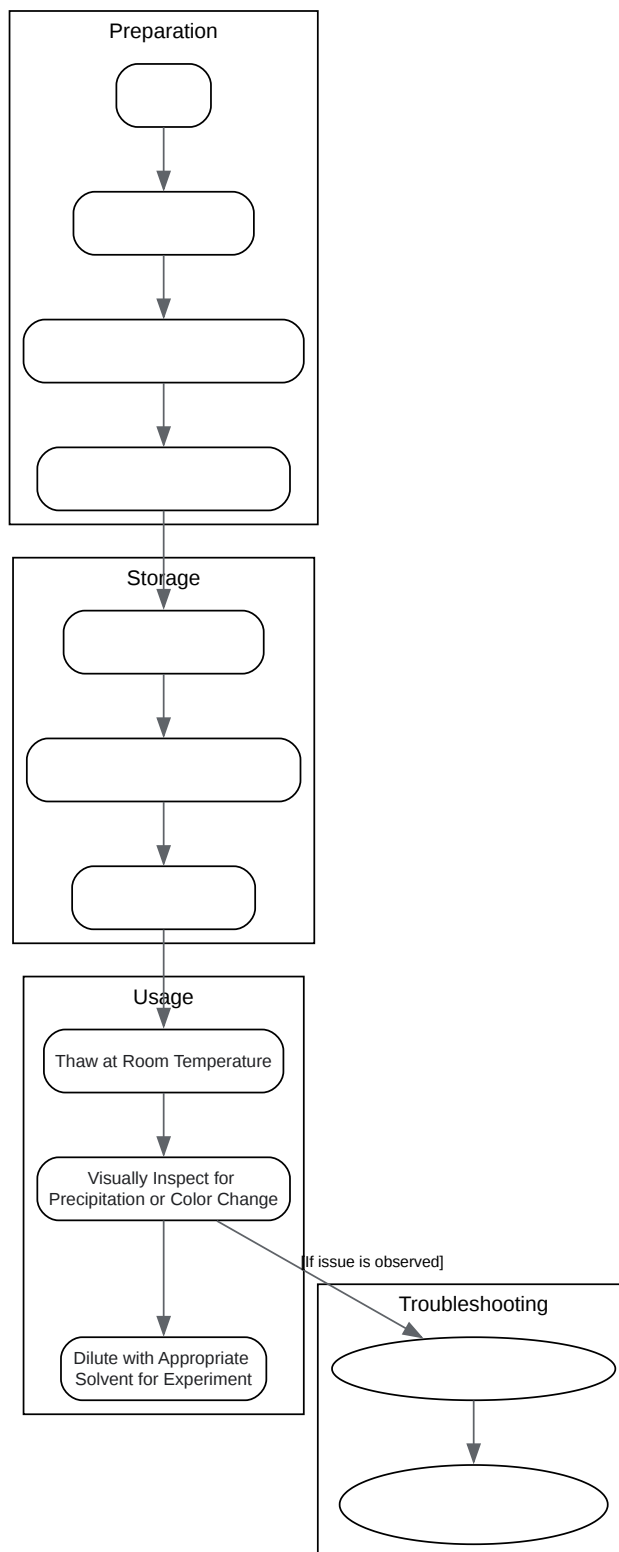 Preparation
Storage
Usage
Thaw at Room Temperature
Visually Inspect for
Precipitation or Color Change
[If issue is observed]
Troubleshooting
Dilute with Appropriate
Solvent for Experiment